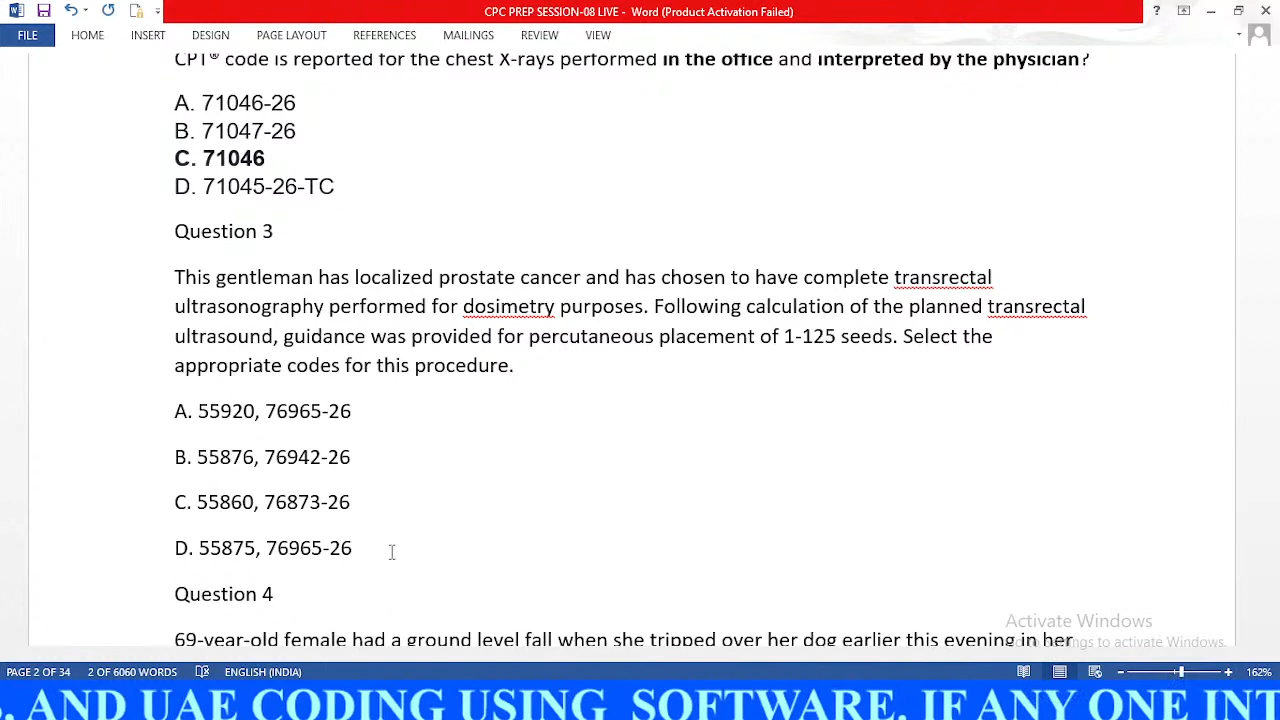 CPC PREP SESSION-08 LIVE - Word (Product Activation Failed)
FILE HOME INSERT DESIGN PAGE LAYOUT REFERENCES MAILINGS REVIEW VIEW
CPT® code is reported for the chest X-rays performed in the office and interpreted by the physician?
A. 71046-26
B. 71047-26
C. 71046
D. 71045-26-TC
Question 3
This gentleman has localized prostate cancer and has chosen to have complete transrectal
ultrasonography performed for dosimetry purposes. Following calculation of the planned transrectal
ultrasound, guidance was provided for percutaneous placement of 1-125 seeds. Select the
appropriate codes for this procedure.
A. 55920, 76965-26
B. 55876, 76942-26
C. 55860, 76873-26
D. 55875, 76965-26
Question 4
69-year-old female had a ground level fall when she tripped over her dog earlier this evening in her
Activate Windows
Go to Settings to activate Windows.
PAGE 2 OF 34 2 OF 6060 WORDS ENGLISH (INDIA) 162%
. AND UAE CODING USING SOFTWARE. IF ANY ONE INT